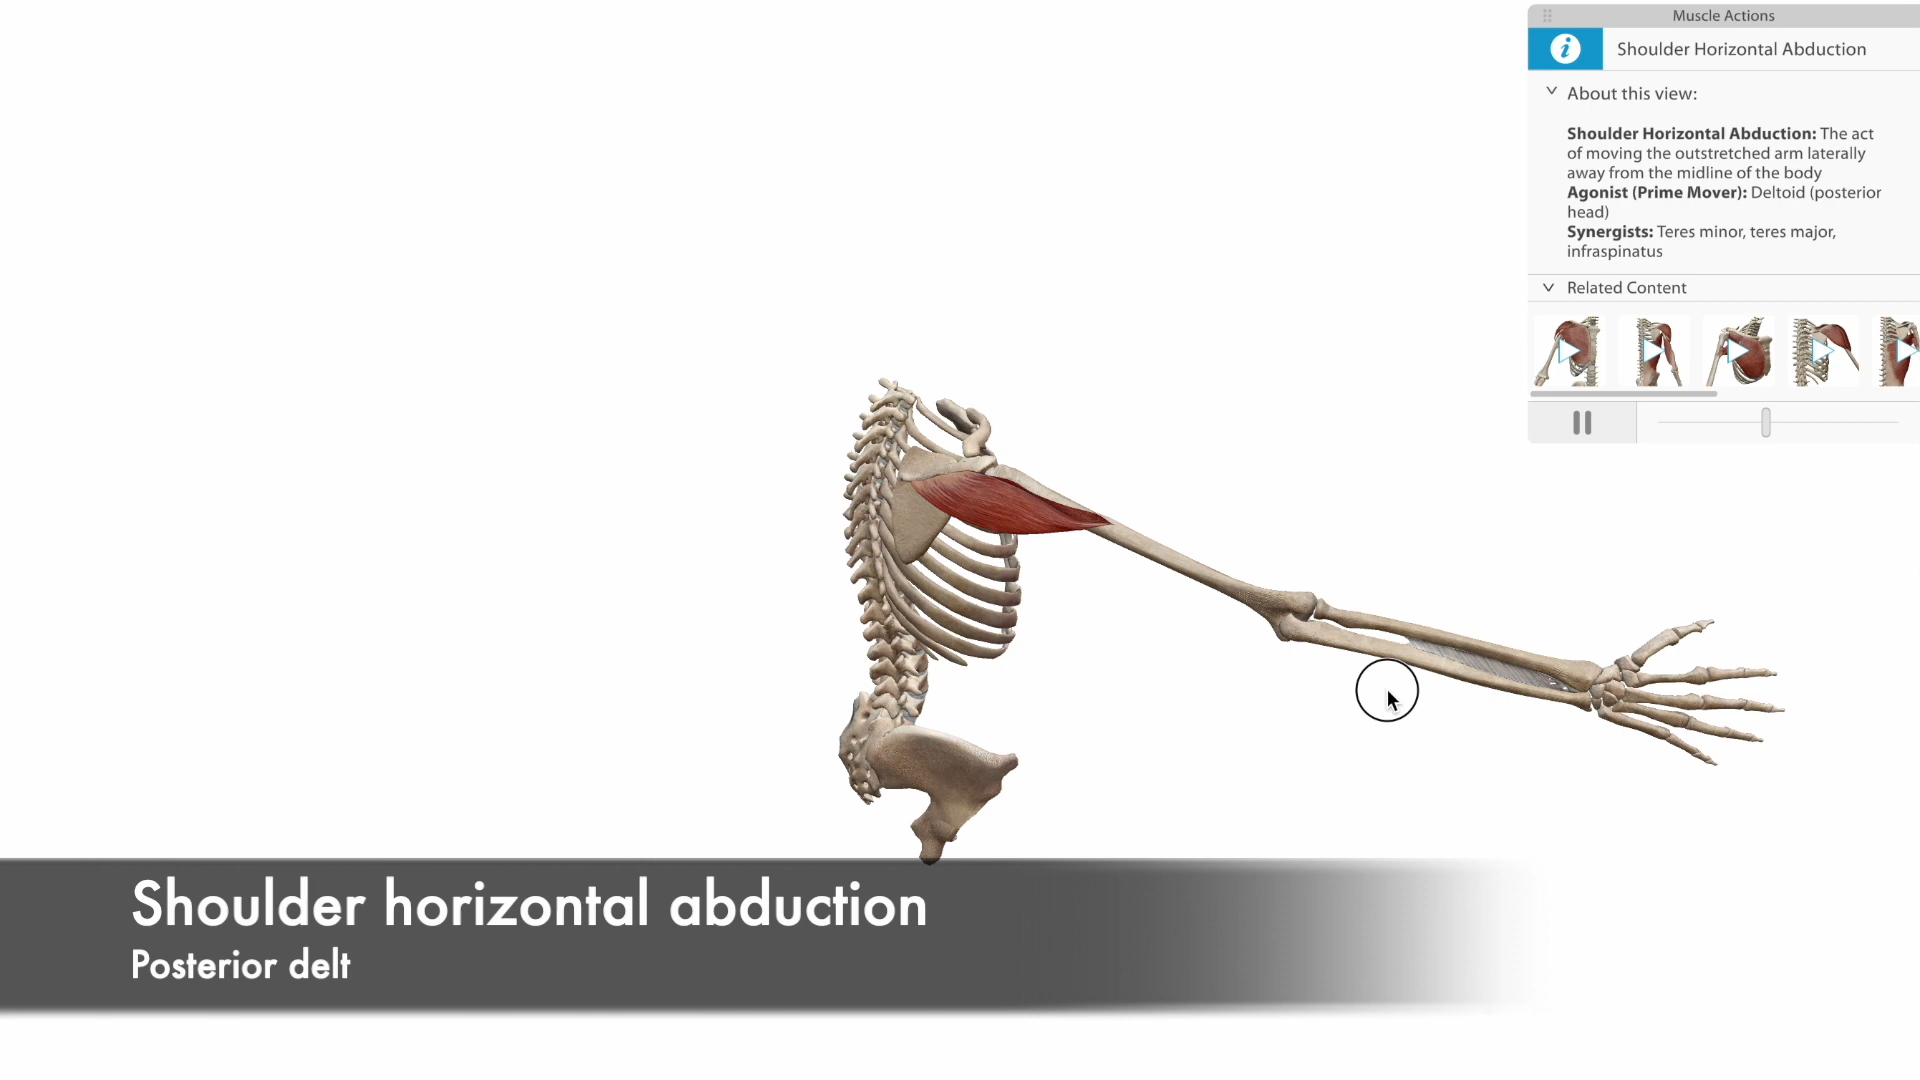 Muscle Actions
i
Shoulder Horizontal Abduction
About this view:
Shoulder Horizontal Abduction: The act
of moving the outstretched arm laterally
away from the midline of the body
Agonist (Prime Mover): Deltoid (posterior
head)
Synergists: Teres minor, teres major,
infraspinatus
Related Content
Shoulder horizontal abduction
Posterior delt